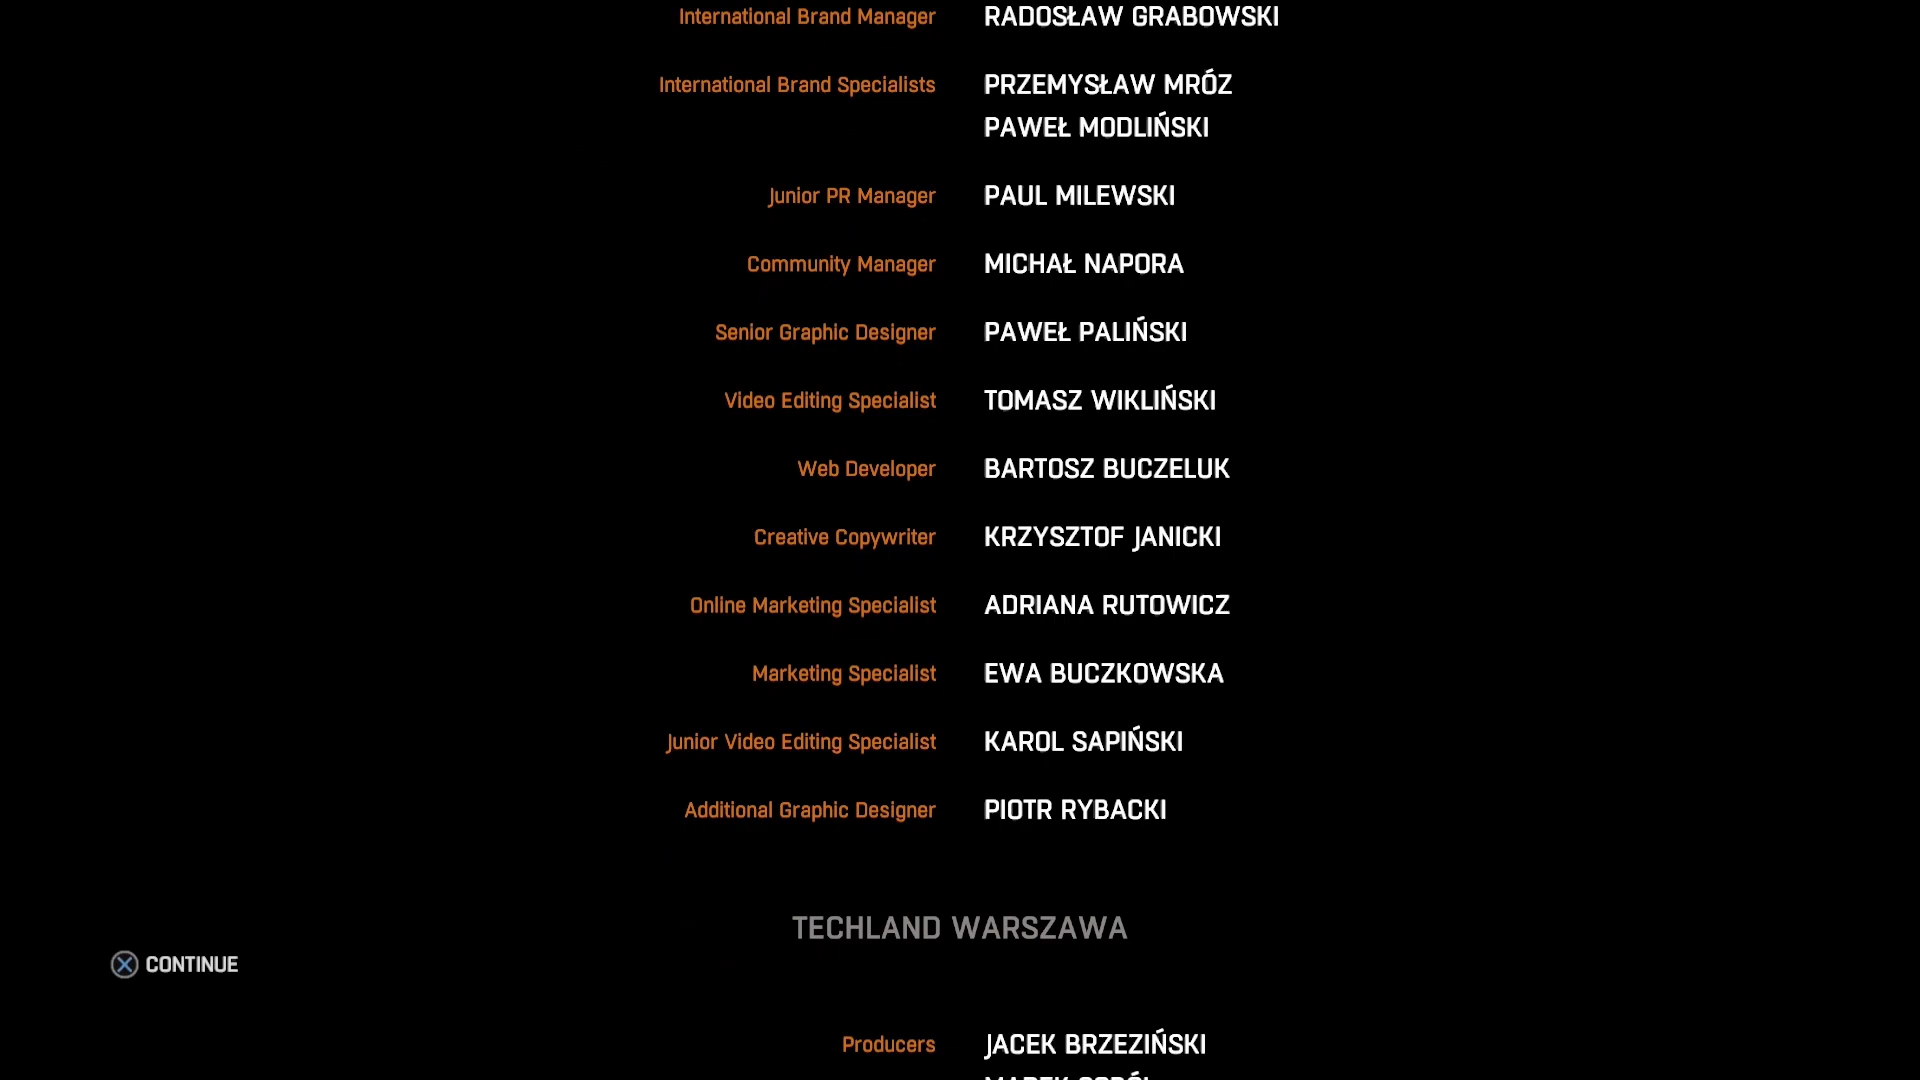 International Brand Manager RADOSŁAW GRABOWSKI
International Brand Specialists PRZEMYSŁAW MRÓZ
PAWEŁ MODLIŃSKI
Junior PR Manager PAUL MILEWSKI
Community Manager MICHAŁ NAPORA
Senior Graphic Designer PAWEŁ PALIŃSKI
Video Editing Specialist TOMASZ WIKLIŃSKI
Web Developer BARTOSZ BUCZELUK
Creative Copywriter KRZYSZTOF JANICKI
Online Marketing Specialist ADRIANA RUTOWICZ
Marketing Specialist EWA BUCZKOWSKA
Junior Video Editing Specialist KAROL SAPIŃSKI
Additional Graphic Designer PIOTR RYBACKI
TECHLAND WARSZAWA
CONTINUE
Producers JACEK BRZEZIŃSKI